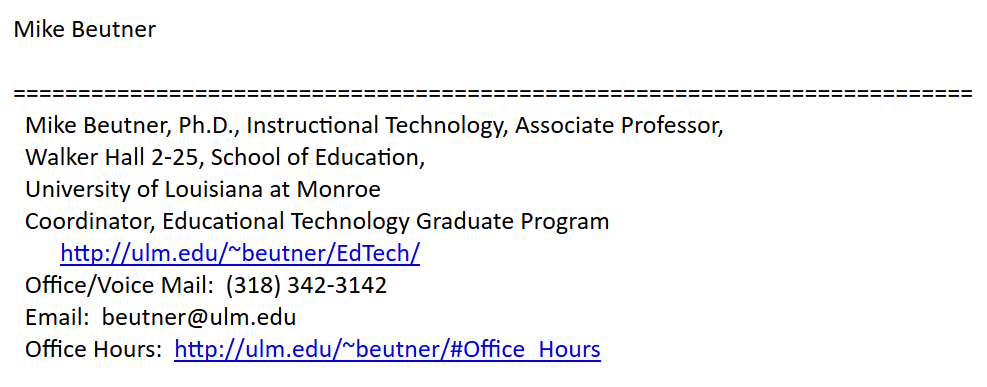 Mike Beutner
==========================================================================
Mike Beutner, Ph.D., Instructional Technology, Associate Professor,
Walker Hall 2-25, School of Education,
University of Louisiana at Monroe
Coordinator, Educational Technology Graduate Program
http://ulm.edu/~beutner/EdTech/
Office/Voice Mail:  (318) 342-3142
Email:  beutner@ulm.edu
Office Hours:  http://ulm.edu/~beutner/#Office_Hours